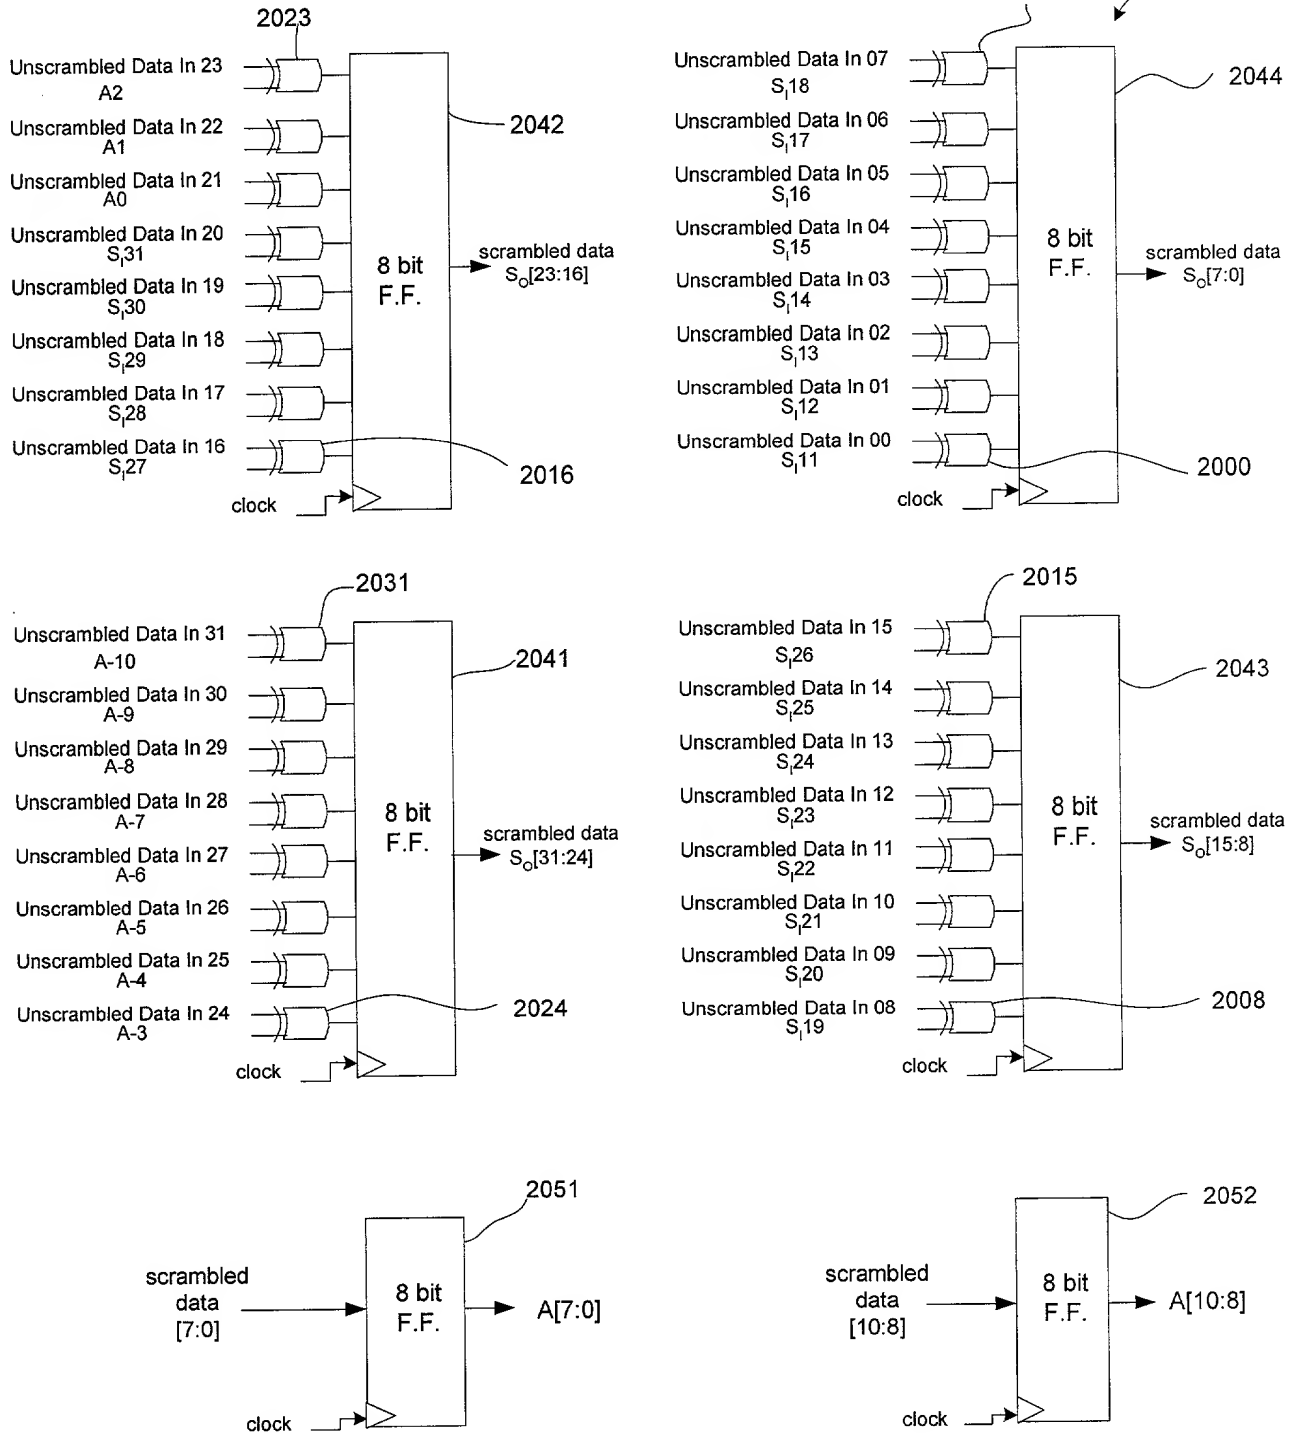 2023
Unscrambled Data In 23
A2
Unscrambled Data In 22
A1
Unscrambled Data In 21
A0
Unscrambled Data In 20
SI31
Unscrambled Data In 19
SI30
Unscrambled Data In 18
SI29
Unscrambled Data In 17
SI28
Unscrambled Data In 16
SI27
clock
8 bit
F.F.
2042
scrambled data
SO[23:16]
2016
Unscrambled Data In 07
SI18
Unscrambled Data In 06
SI17
Unscrambled Data In 05
SI16
Unscrambled Data In 04
SI15
Unscrambled Data In 03
SI14
Unscrambled Data In 02
SI13
Unscrambled Data In 01
SI12
Unscrambled Data In 00
SI11
clock
8 bit
F.F.
2044
scrambled data
SO[7:0]
2000
2031
Unscrambled Data In 31
A-10
Unscrambled Data In 30
A-9
Unscrambled Data In 29
A-8
Unscrambled Data In 28
A-7
Unscrambled Data In 27
A-6
Unscrambled Data In 26
A-5
Unscrambled Data In 25
A-4
Unscrambled Data In 24
A-3
clock
8 bit
F.F.
2041
scrambled data
SO[31:24]
2024
2015
Unscrambled Data In 15
SI26
Unscrambled Data In 14
SI25
Unscrambled Data In 13
SI24
Unscrambled Data In 12
SI23
Unscrambled Data In 11
SI22
Unscrambled Data In 10
SI21
Unscrambled Data In 09
SI20
Unscrambled Data In 08
SI19
clock
8 bit
F.F.
2043
scrambled data
SO[15:8]
2008
2051
scrambled
data
[7:0]
8 bit
F.F.
A[7:0]
clock
2052
scrambled
data
[10:8]
8 bit
F.F.
A[10:8]
clock